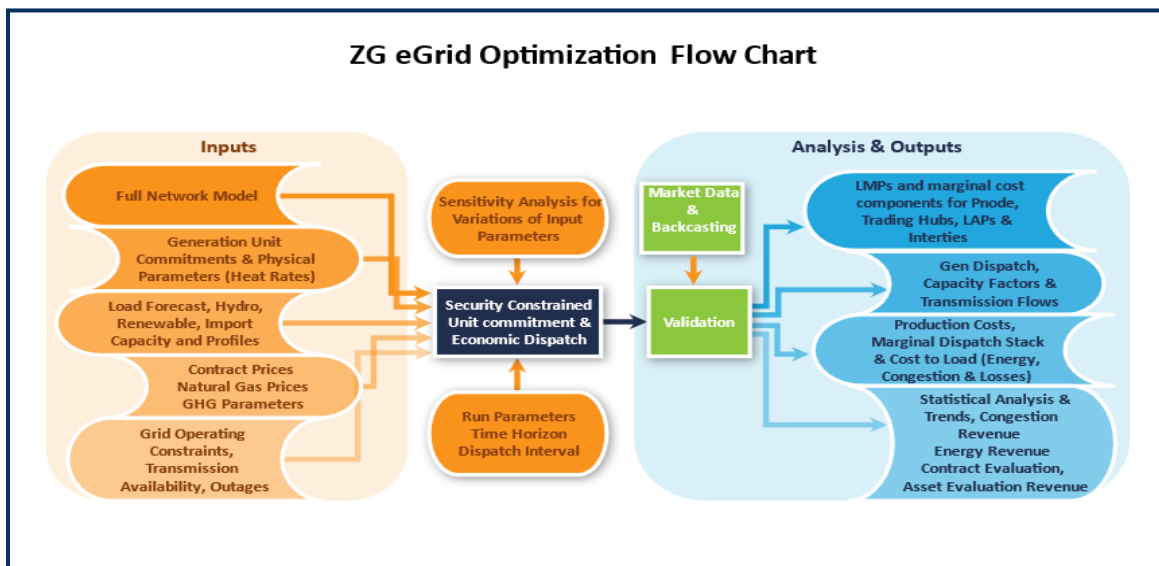 ZG eGrid Optimization Flow Chart
Inputs
Full Network Model
Generation Unit
Commitments & Physical
Parameters (Heat Rates)
Load Forecast, Hydro,
Renewable, Import
Capacity and Profiles
Contract Prices
Natural Gas Prices
GHG Parameters
Grid Operating
Constraints,
Transmission
Availability, Outages
Sensitivity Analysis for
Variations of Input
Parameters
Security Constrained
Unit commitment &
Economic Dispatch
Run Parameters
Time Horizon
Dispatch Interval
Analysis & Outputs
Market Data
&
Backcasting
Validation
LMPs and marginal cost
components for Pnode,
Trading Hubs, LAPs &
Interties
Gen Dispatch,
Capacity Factors &
Transmission Flows
Production Costs,
Marginal Dispatch Stack
& Cost to Load (Energy,
Congestion & Losses)
Statistical Analysis &
Trends, Congestion
Revenue
Energy Revenue
Contract Evaluation,
Asset Evaluation Revenue